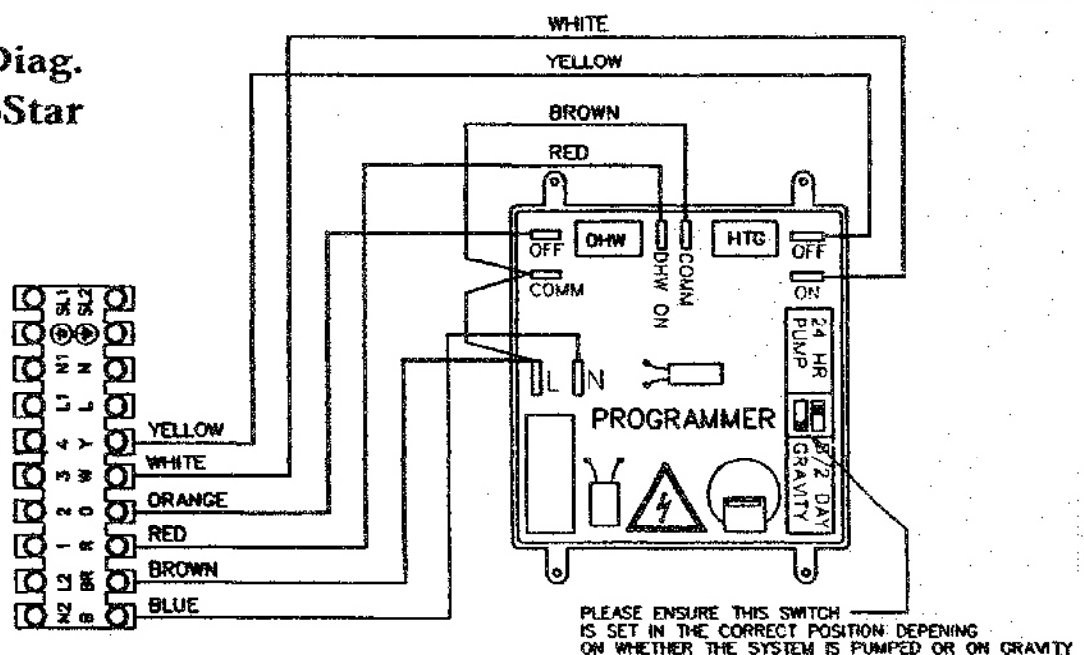 Diag.
Star
WHITE
YELLOW
BROWN
RED
OFF
DHW
DHW ON
COMM
HTG
OFF
COMM
ON
24 HR
PUMP
L
N
PROGRAMMER
5/2 DAY
GRAVITY
SL1 SL2
N1 N
L1 L
4 Y
3 W
2 O
1 R
L2 BR
N2 B
YELLOW
WHITE
ORANGE
RED
BROWN
BLUE
PLEASE ENSURE THIS SWITCH
IS SET IN THE CORRECT POSITION DEPENING
ON WHETHER THE SYSTEM IS PUMPED OR ON GRAVITY